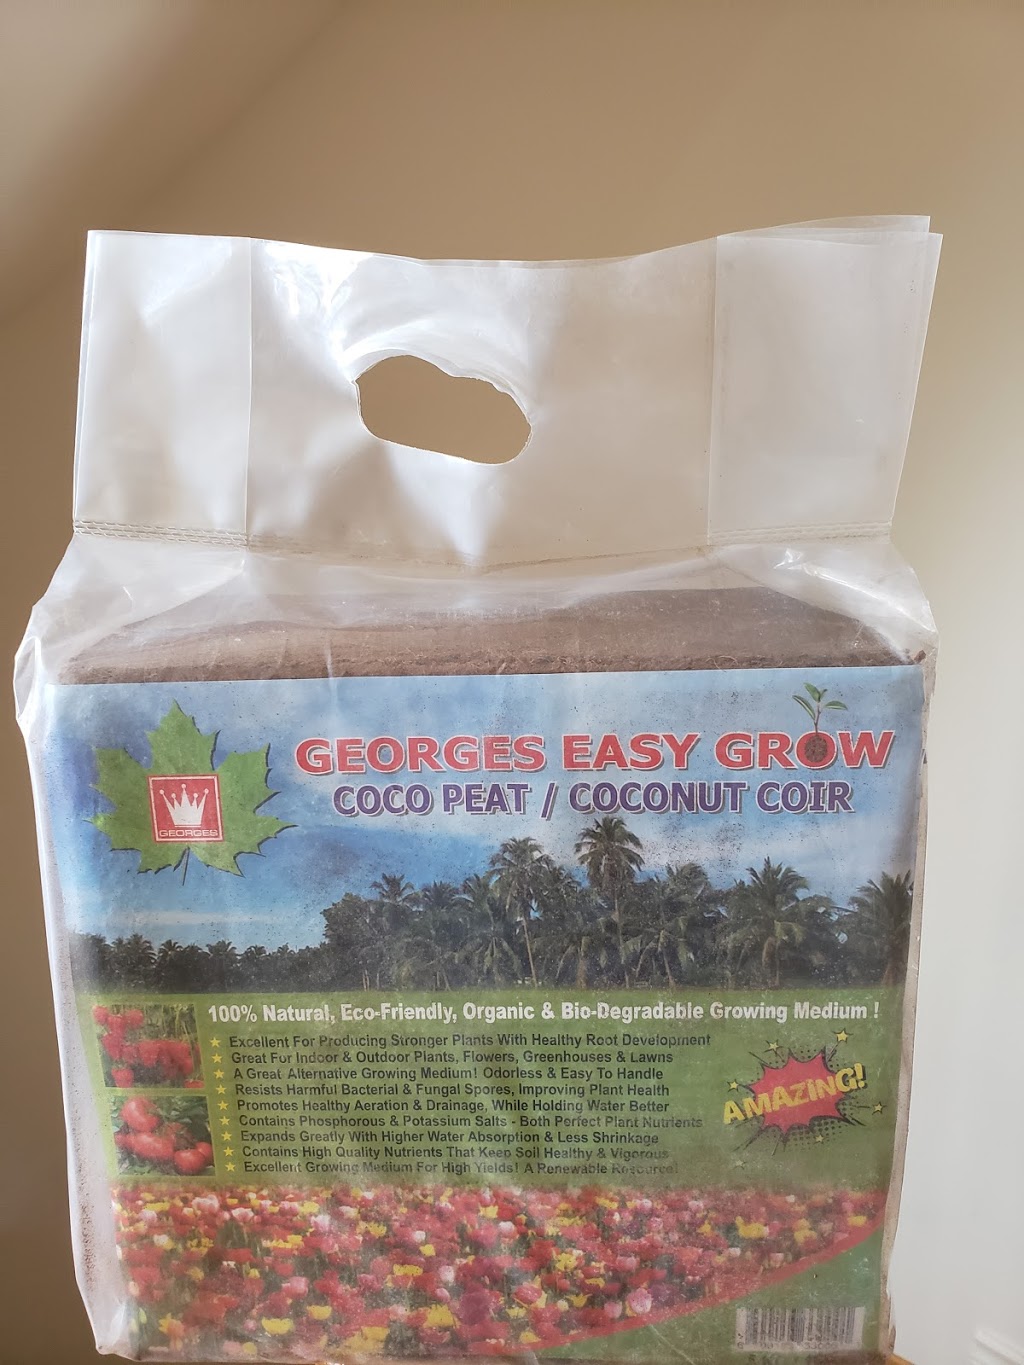 GEORGES EASY GROW
COCO PEAT / COCONUT COIR
GEORGES
100% Natural, Eco-Friendly, Organic & Bio-Degradable Growing Medium !
Excellent For Producing Stronger Plants With Healthy Root Development
Great For Indoor & Outdoor Plants, Flowers, Greenhouses & Lawns
A Great Alternative Growing Medium! Odorless & Easy To Handle
Resists Harmful Bacterial & Fungal Spores, Improving Plant Health
Promotes Healthy Aeration & Drainage, While Holding Water Better
Contains Phosphorous & Potassium Salts - Both Perfect Plant Nutrients
Expands Greatly With Higher Water Absorption & Less Shrinkage
Contains High Quality Nutrients That Keep Soil Healthy & Vigorous
Excellent Growing Medium For High Yields! A Renewable Resource!
AMAZING!